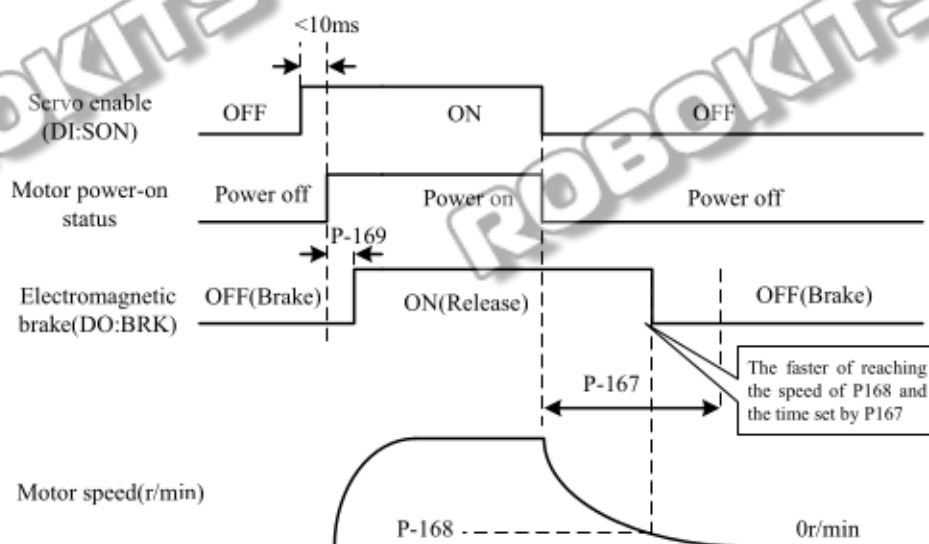 <10ms
Servo enable
(DI:SON)
OFF
ON
OFF
Motor power-on
status
Power off
Power on
Power off
P-169
Electromagnetic
brake(DO:BRK)
OFF(Brake)
ON(Release)
OFF(Brake)
P-167
The faster of reaching
the speed of P168 and
the time set by P167
Motor speed(r/min)
P-168
0r/min
ROBOKITS
ROBOKITS
OKITS